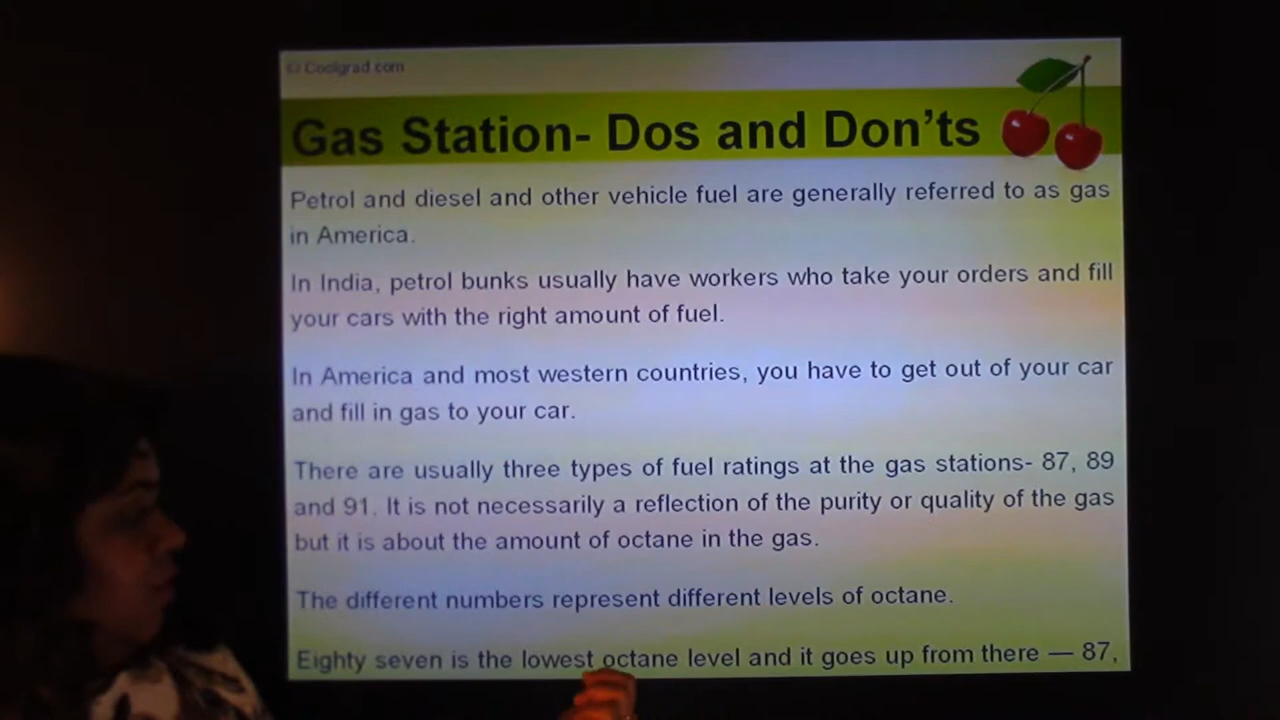 © Coolgrad.com
Gas Station- Dos and Don'ts
Petrol and diesel and other vehicle fuel are generally referred to as gas
in America.
In India, petrol bunks usually have workers who take your orders and fill
your cars with the right amount of fuel.
In America and most western countries, you have to get out of your car
and fill in gas to your car.
There are usually three types of fuel ratings at the gas stations- 87, 89
and 91. It is not necessarily a reflection of the purity or quality of the gas
but it is about the amount of octane in the gas.
The different numbers represent different levels of octane.
Eighty seven is the lowest octane level and it goes up from there — 87,